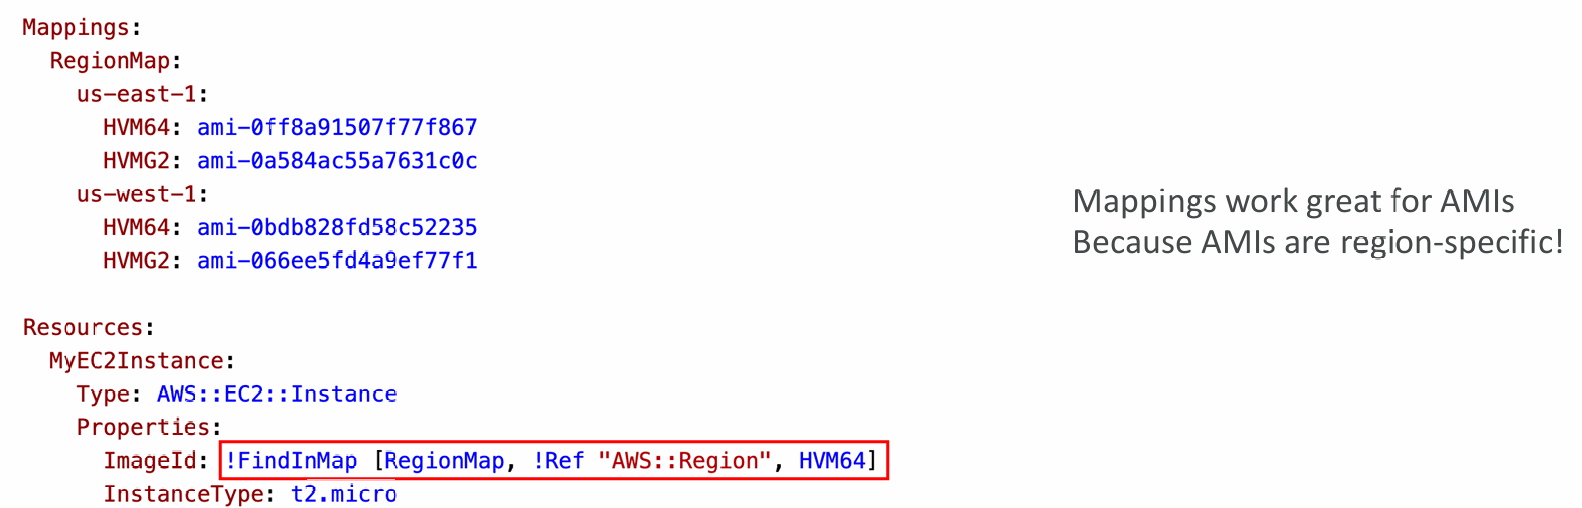 Mappings:
  RegionMap:
    us-east-1:
      HVM64: ami-0ff8a91507f77f867
      HVMG2: ami-0a584ac55a7631c0c
    us-west-1:
      HVM64: ami-0bdb828fd58c52235
      HVMG2: ami-066ee5fd4a9ef77f1
Mappings work great for AMIs
Because AMIs are region-specific!
Resources:
  MyEC2Instance:
    Type: AWS::EC2::Instance
    Properties:
      ImageId: !FindInMap [RegionMap, !Ref "AWS::Region", HVM64]
      InstanceType: t2.micro